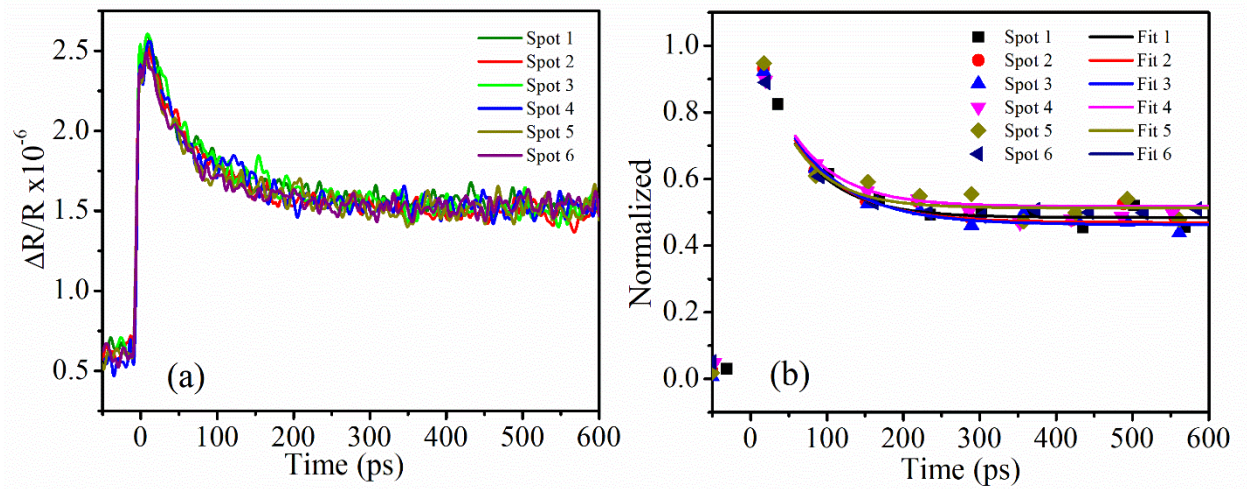 ΔR/R x10-6
2.5
2.0
1.5
1.0
0.5
Spot 1
Spot 2
Spot 3
Spot 4
Spot 5
Spot 6
(a)
0 100 200 300 400 500 600
Time (ps)
Normalized
1.0
0.8
0.6
0.4
0.2
0.0
Spot 1 Fit 1
Spot 2 Fit 2
Spot 3 Fit 3
Spot 4 Fit 4
Spot 5 Fit 5
Spot 6 Fit 6
(b)
0 100 200 300 400 500 600
Time (ps)